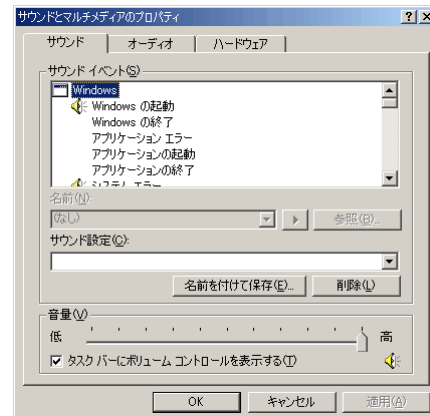 サウンドとマルチメディアのプロパティ
サウンド オーディオ ハードウェア
サウンド イベント(S)
Windows
Windows の起動
Windows の終了
アプリケーション エラー
アプリケーションの起動
アプリケーションの終了
システム エラー
名前(N):
(なし) 参照(B)...
サウンド設定(C):
名前を付けて保存(E)... 削除(L)
音量(V)
低 高
タスク バーにボリューム コントロールを表示する(T)
OK キャンセル 適用(A)